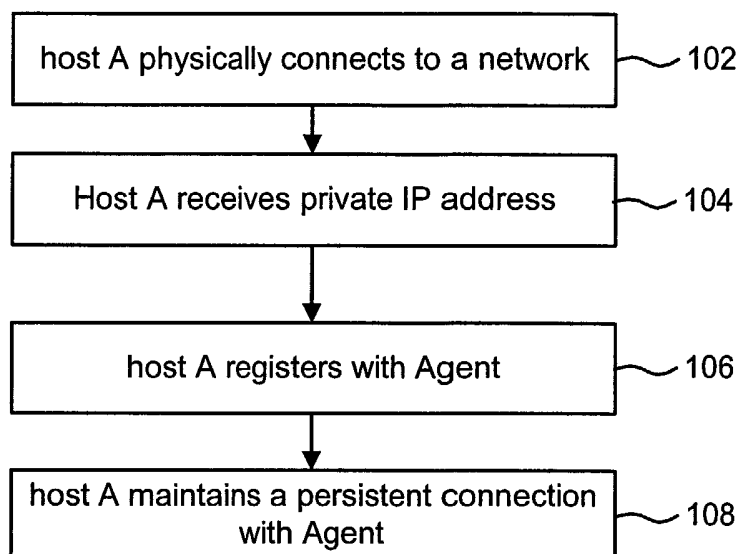 host A physically connects to a network
102
Host A receives private IP address
104
host A registers with Agent
106
host A maintains a persistent connection
with Agent
108